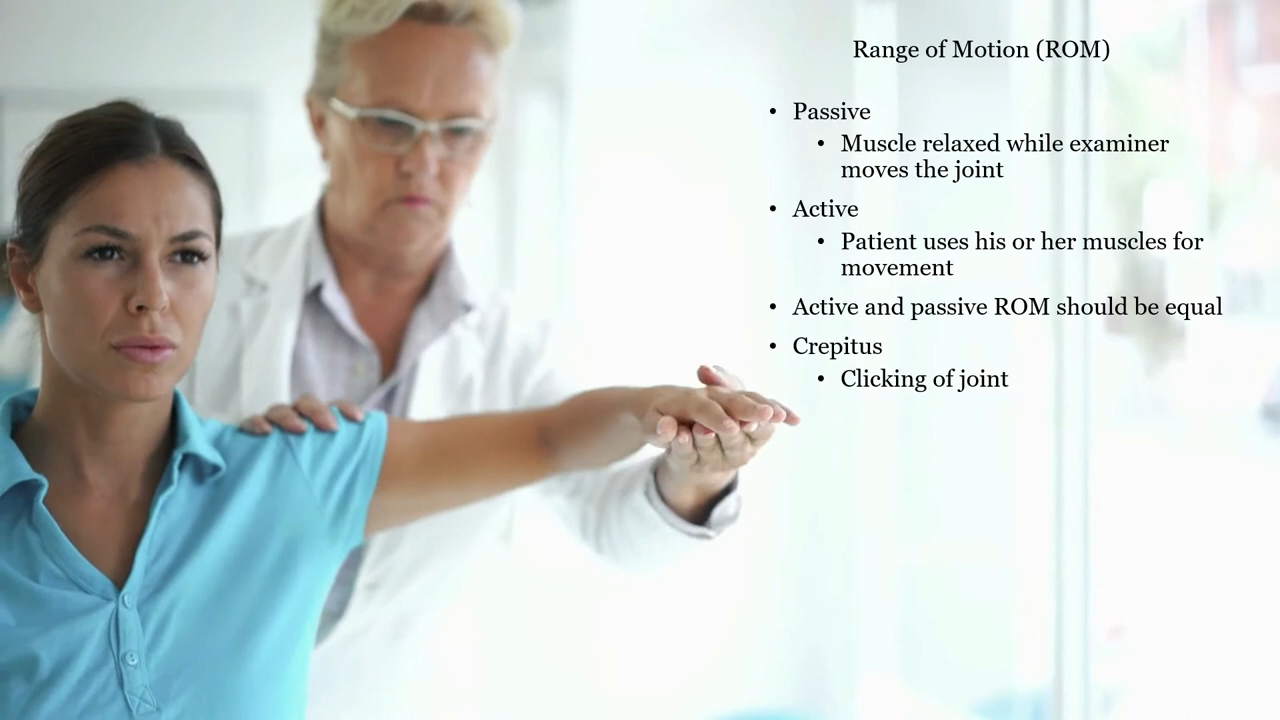 Range of Motion (ROM)
• Passive
• Muscle relaxed while examiner
moves the joint
• Active
• Patient uses his or her muscles for
movement
• Active and passive ROM should be equal
• Crepitus
• Clicking of joint